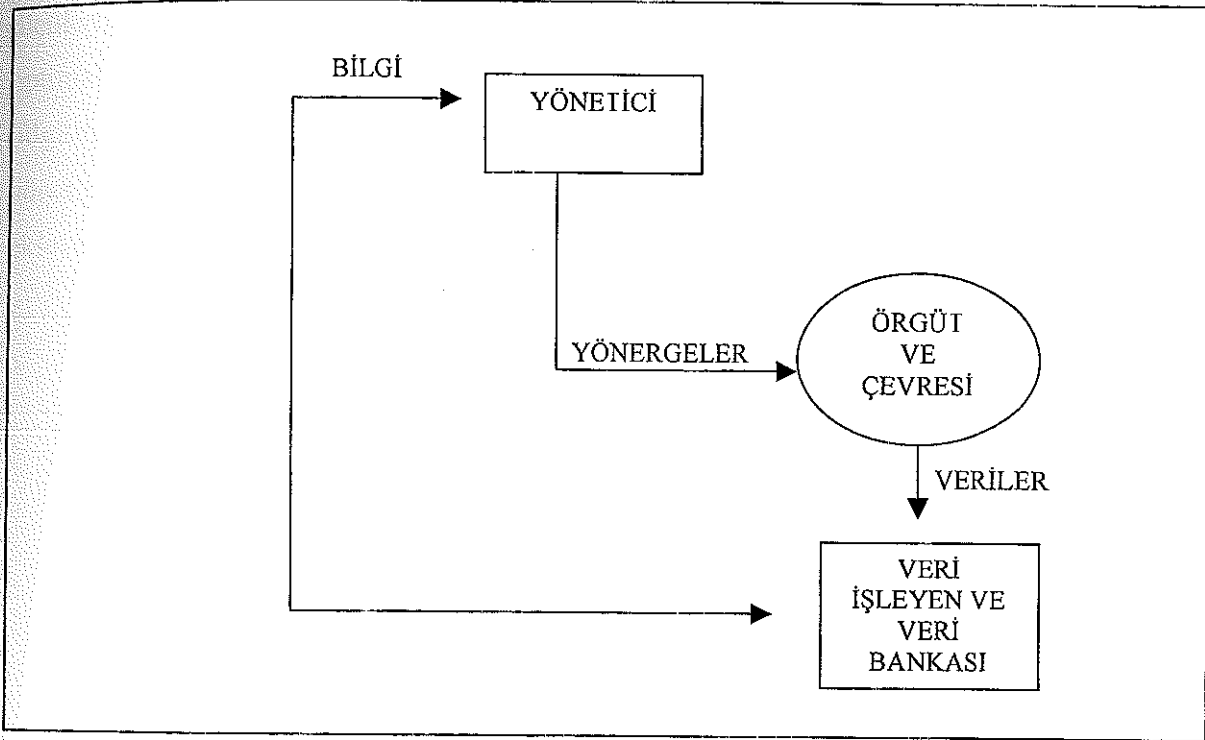 BİLGİ
YÖNETİCİ
YÖNERGELER
ÖRGÜT
VE
ÇEVRESİ
VERİLER
VERİ
İŞLEYEN VE
VERİ
BANKASI